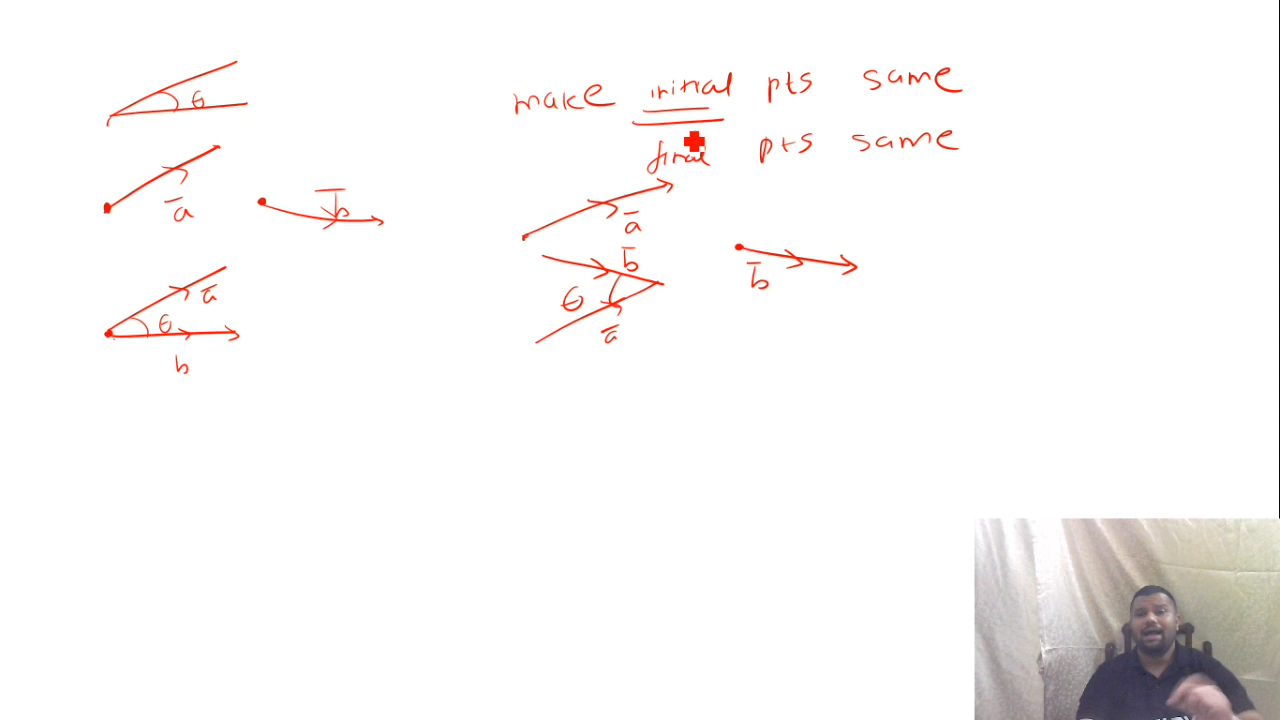 θ
make initial pts same
final pts same
a̅
b̅
a̅
θ
b
a̅
b̅
θ
a̅
b̅